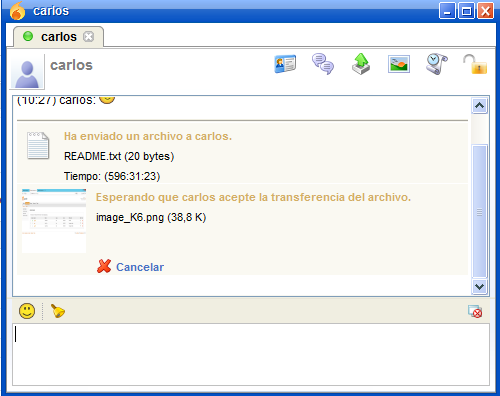 carlos
carlos
carlos
(10:27) carlos:
Ha enviado un archivo a carlos.
README.txt (20 bytes)
Tiempo: (596:31:23)
Esperando que carlos acepte la transferencia del archivo.
image_K6.png (38,8 K)
Cancelar